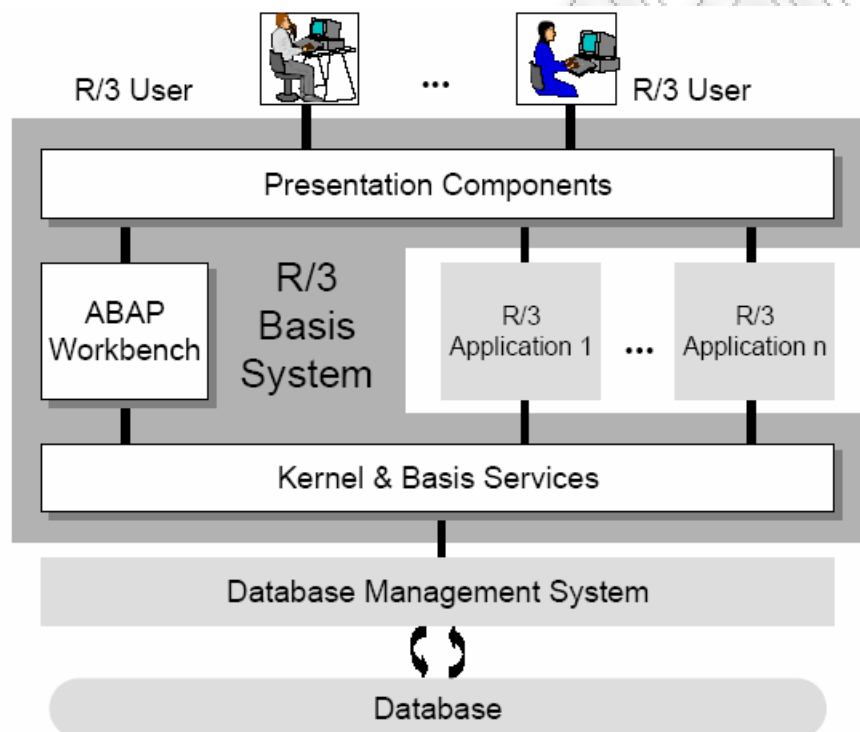 ...
R/3 User
R/3 User
Presentation Components
ABAP
Workbench
R/3
Basis
System
R/3
Application 1
...
R/3
Application n
Kernel & Basis Services
Database Management System
Database